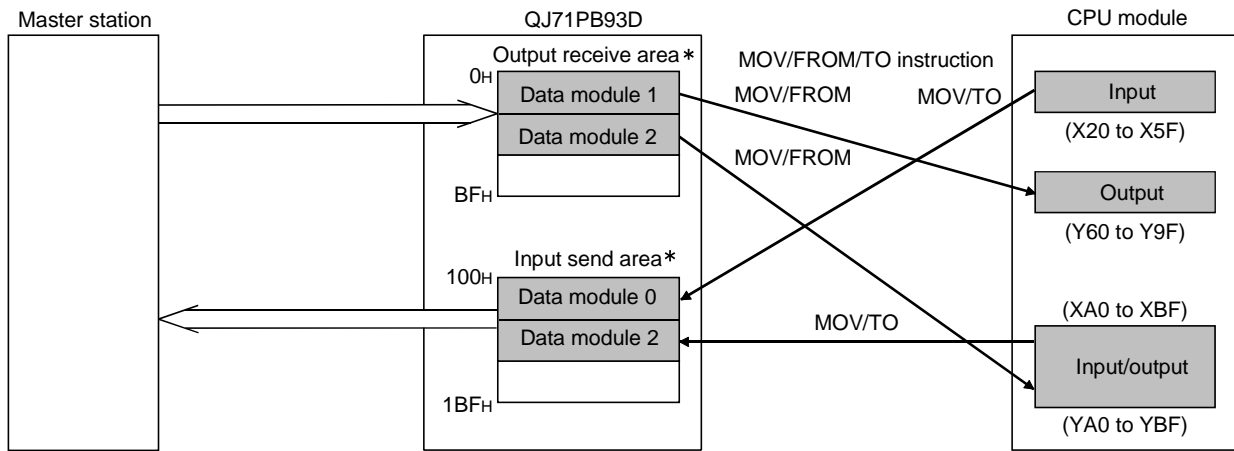 Master station
QJ71PB93D
CPU module
Output receive area*
MOV/FROM/TO instruction
0H
Data module 1
MOV/FROM
MOV/TO
Input
(X20 to X5F)
Data module 2
MOV/FROM
BFH
Output
(Y60 to Y9F)
Input send area*
100H
Data module 0
(XA0 to XBF)
MOV/TO
Data module 2
Input/output
1BFH
(YA0 to YBF)